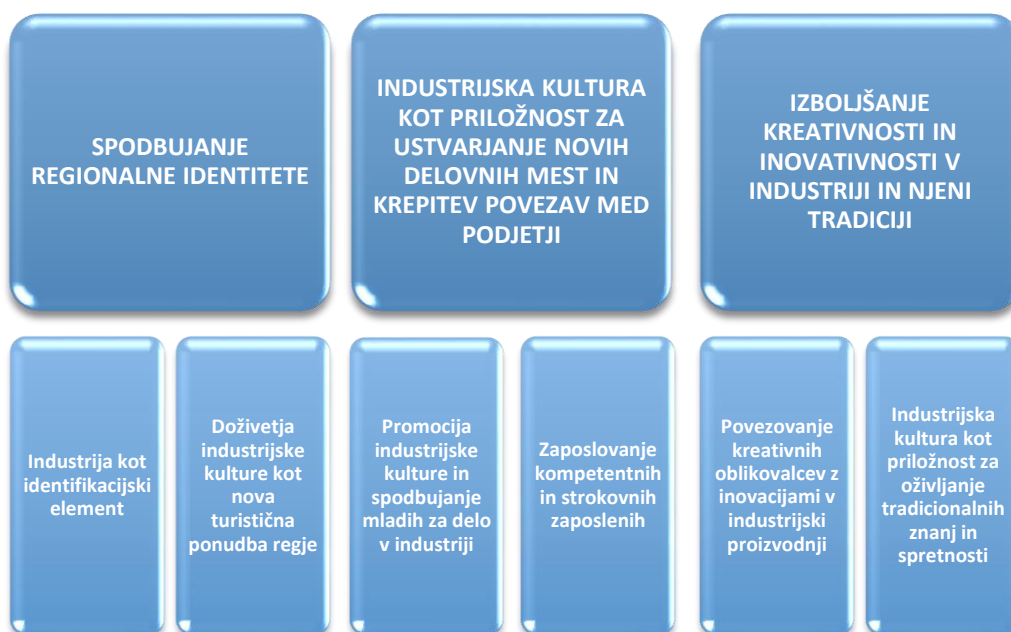 SPODBUJANJE
REGIONALNE IDENTITETE
INDUSTRIJSKA KULTURA
KOT PRILOŽNOST ZA
USTVARJANJE NOVIH
DELOVNIH MEST IN
KREPITEV POVEZAV MED
PODJETJI
IZBOLJŠANJE
KREATIVNOSTI IN
INOVATIVNOSTI V
INDUSTRIJI IN NJENI
TRADICIJI
Industrija kot
identifikacijski
element
Doživetja
industrijske
kulture kot
nova
turistična
ponudba regje
Promocija
industrijske
kulture in
spodbujanje
mladih za delo
v industriji
Zaposlovanje
kompetentnih
in strokovnih
zaposlenih
Povezovanje
kreativnih
oblikovalcev z
inovacijami v
industrijski
proizvodnji
Industrijska
kultura kot
priložnost za
oživljanje
tradicionalnih
znanj in
spretnosti